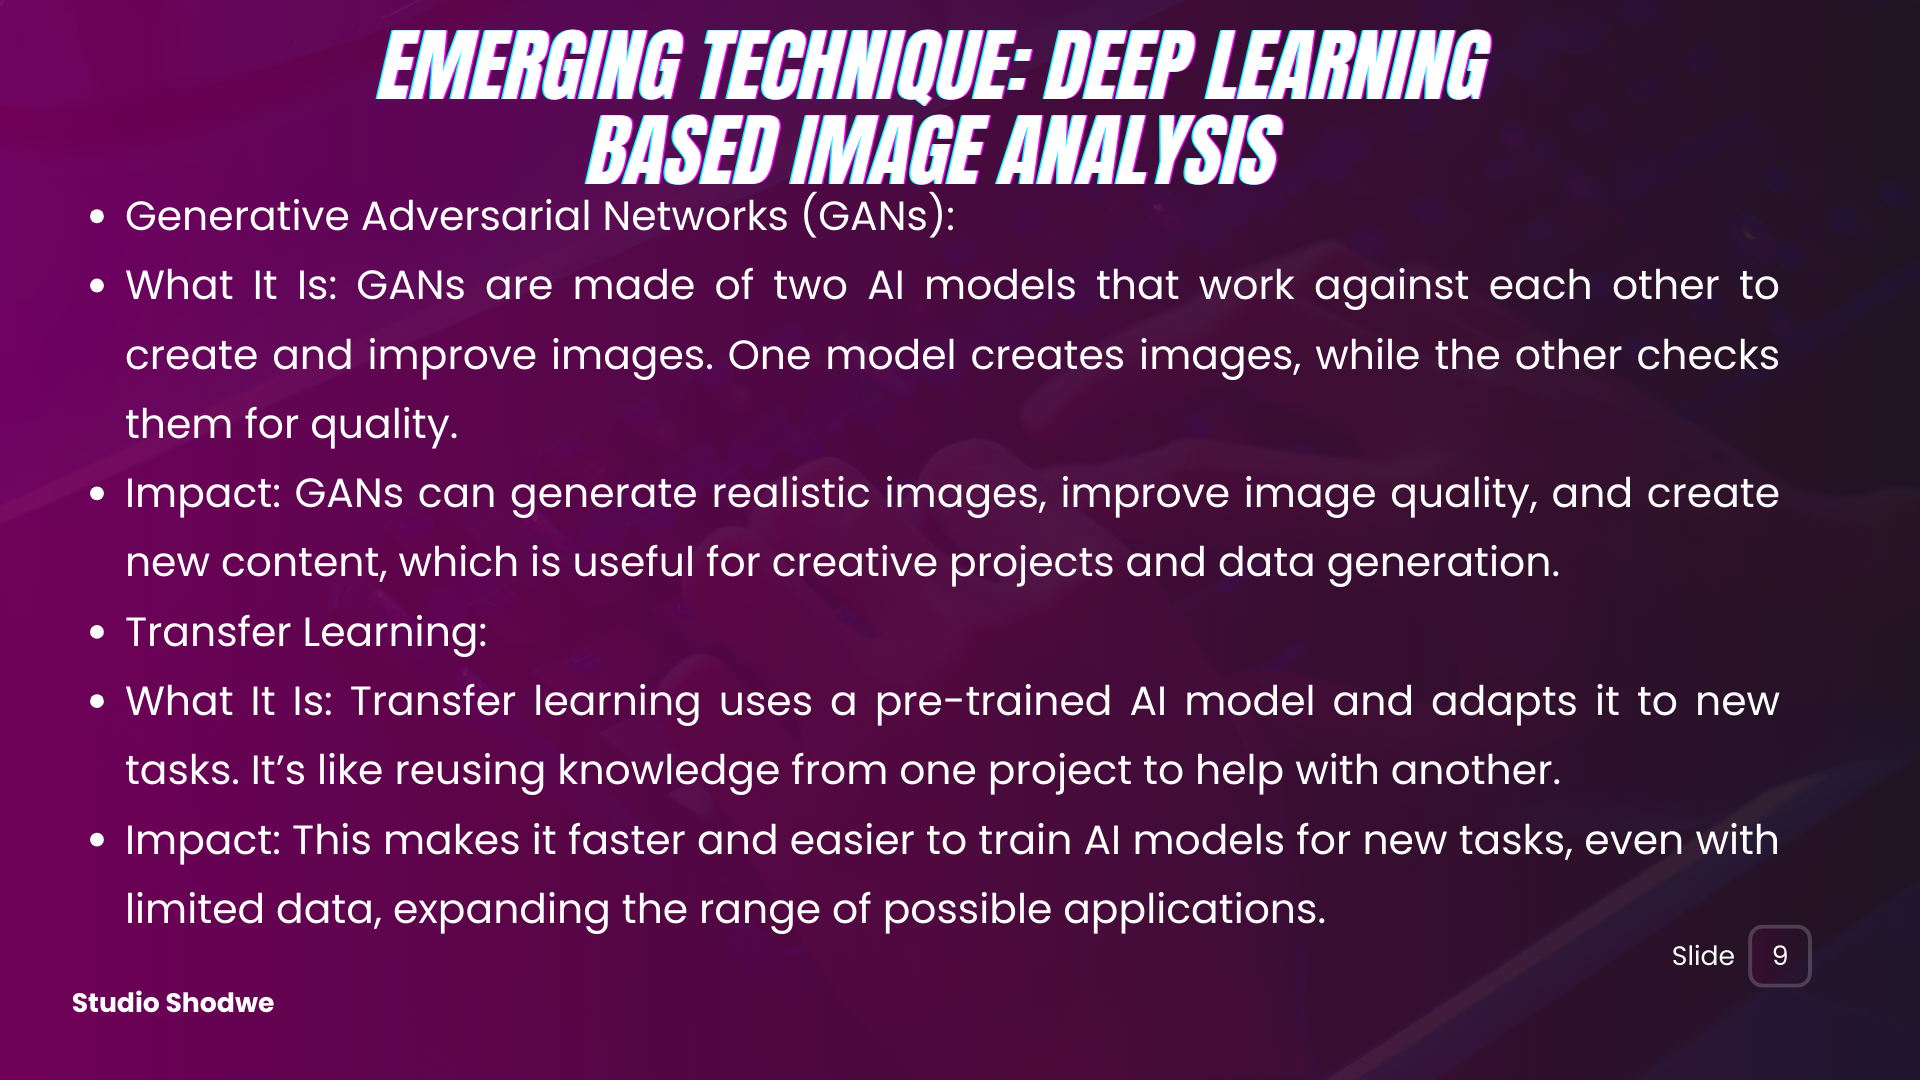 EMERGING TECHNIQUE: DEEP LEARNING
BASED IMAGE ANALYSIS
• Generative Adversarial Networks (GANs):
• What It Is: GANs are made of two AI models that work against each other to
create and improve images. One model creates images, while the other checks
them for quality.
• Impact: GANs can generate realistic images, improve image quality, and create
new content, which is useful for creative projects and data generation.
• Transfer Learning:
• What It Is: Transfer learning uses a pre-trained AI model and adapts it to new
tasks. It’s like reusing knowledge from one project to help with another.
• Impact: This makes it faster and easier to train AI models for new tasks, even with
limited data, expanding the range of possible applications.
Slide 9
Studio Shodwe